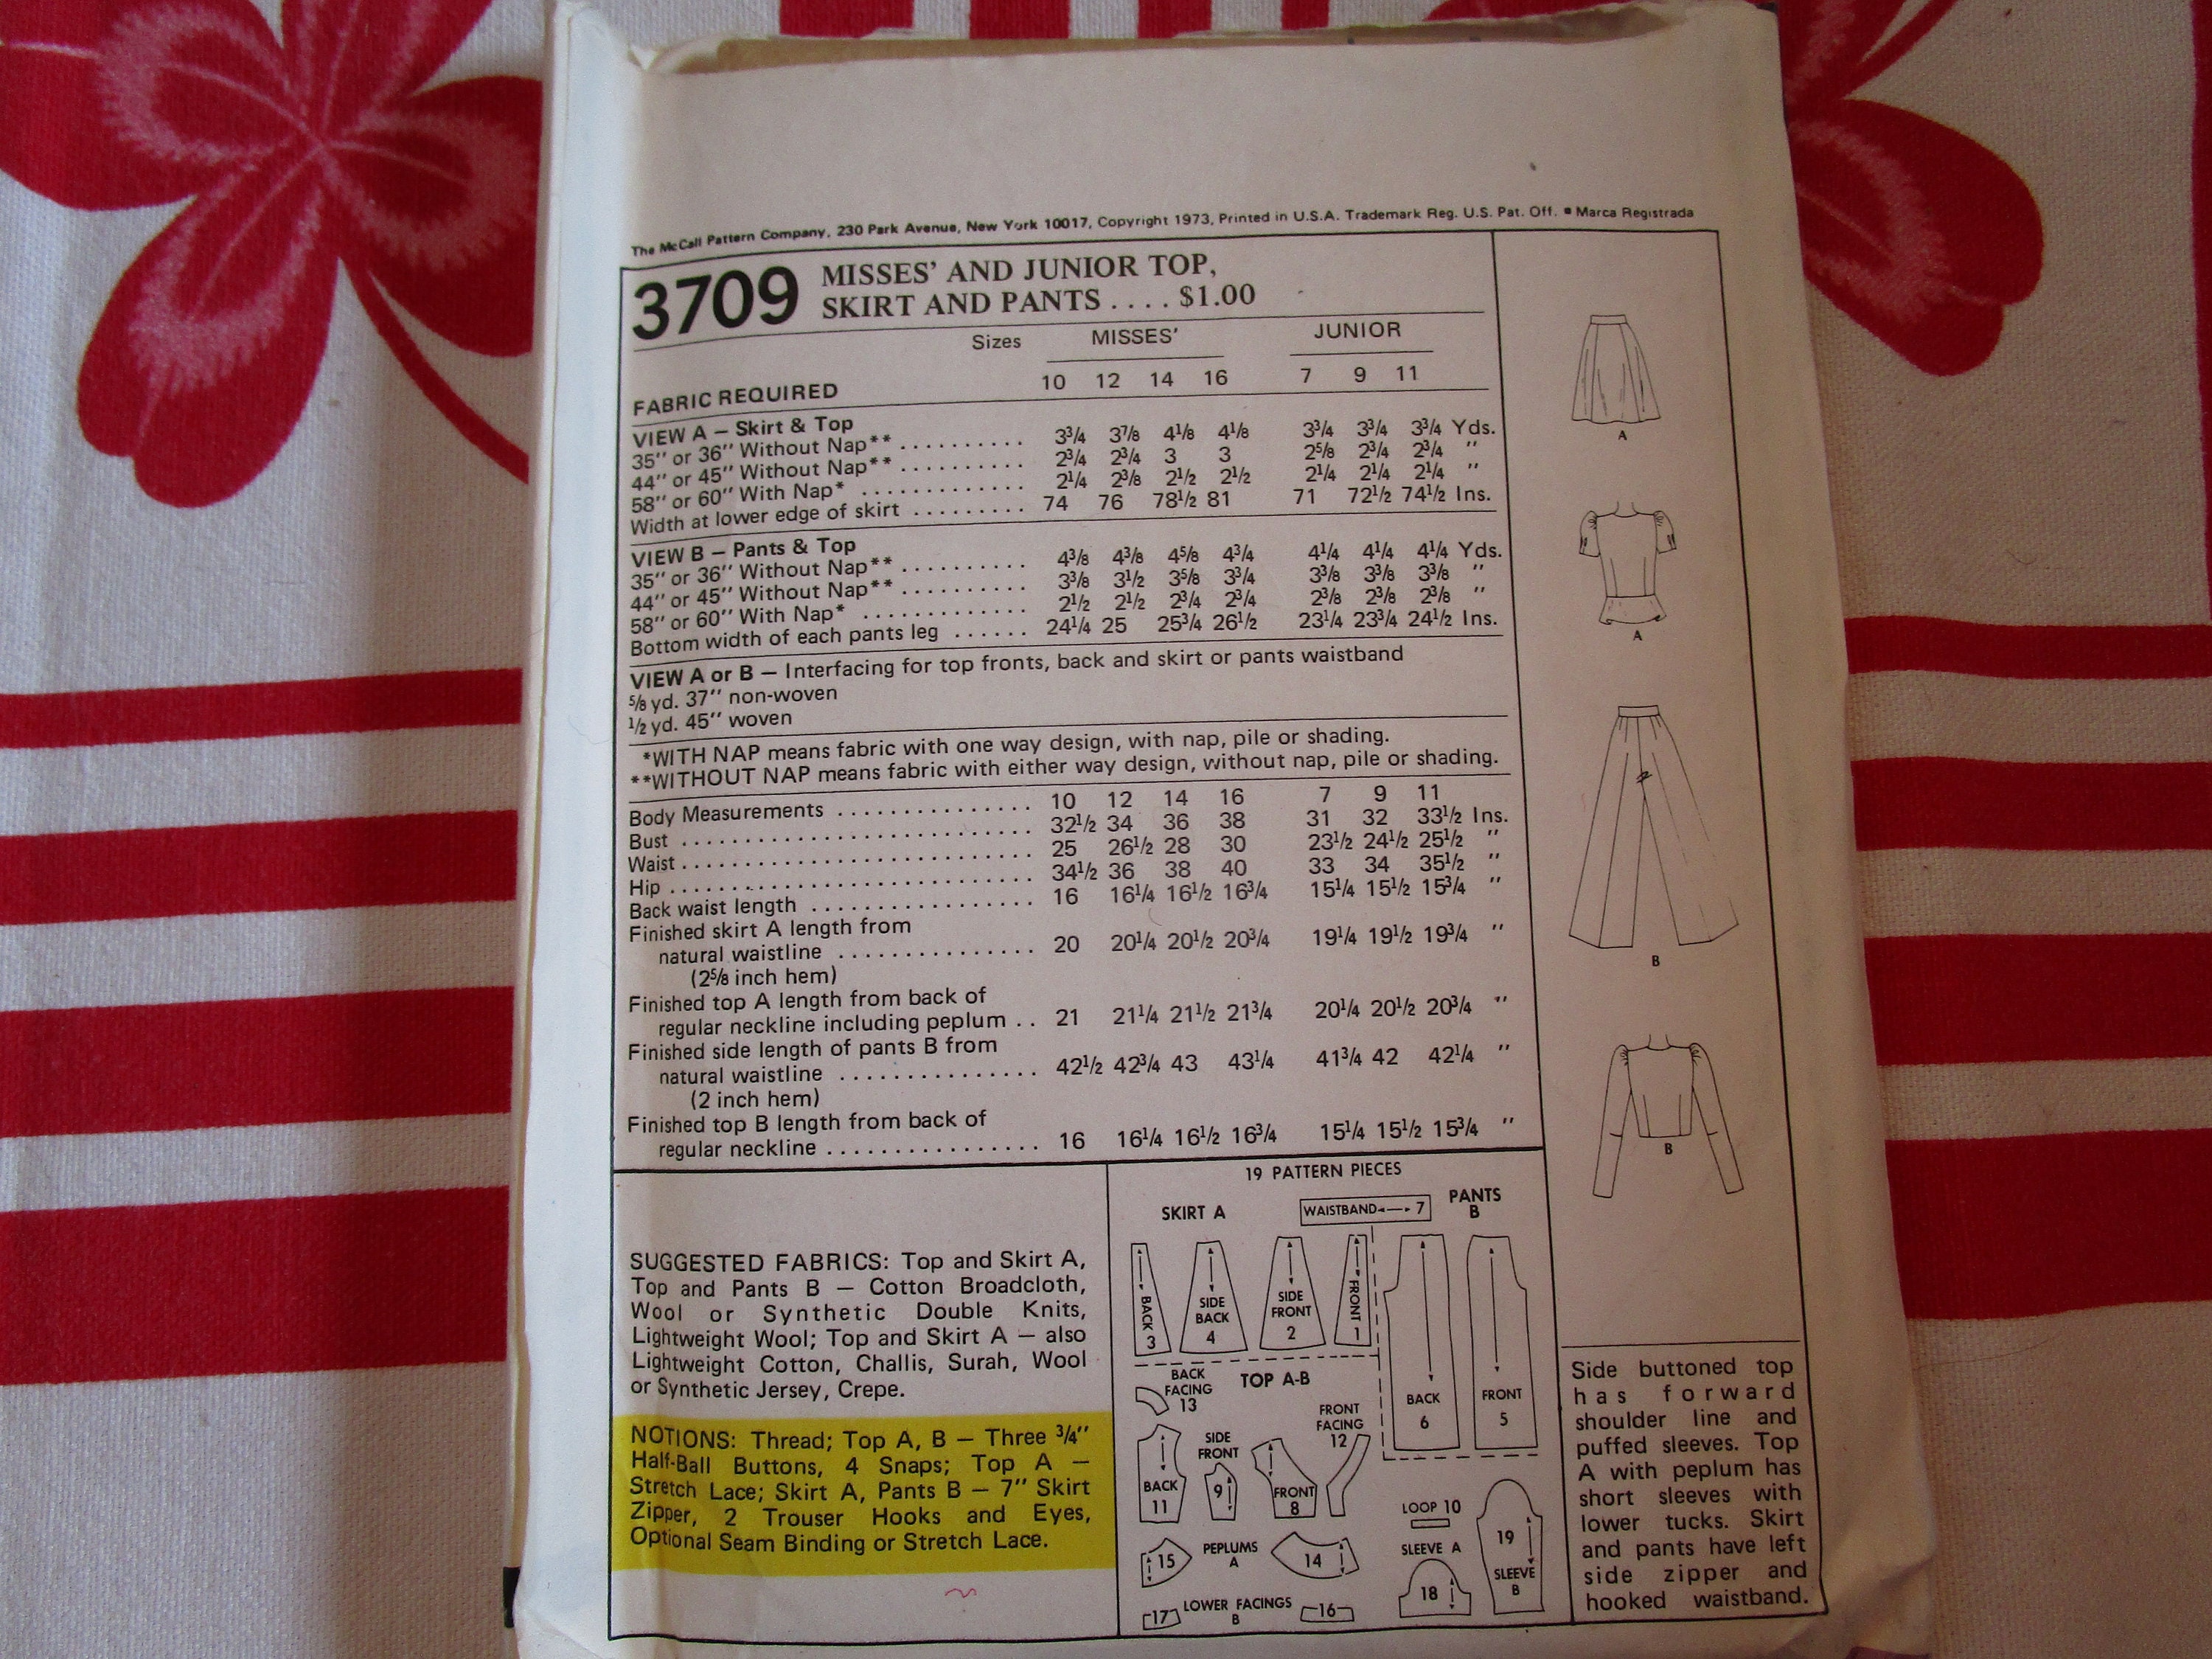 The McCall Pattern Company, 230 Park Avenue, New York 10017, Copyright 1973, Printed in U.S.A. Trademark Reg. U.S. Pat. Off. • Marca Registrada
3709 MISSES' AND JUNIOR TOP,
SKIRT AND PANTS .... $1.00
Sizes MISSES' JUNIOR
FABRIC REQUIRED 10 12 14 16 7 9 11
VIEW A – Skirt & Top
35" or 36" Without Nap** .......... 3¾ 3⅞ 4⅛ 4⅛ 3¾ 3¾ 3¾ Yds.
44" or 45" Without Nap** .......... 2¾ 2¾ 3 3 2⅝ 2¾ 2¾ "
58" or 60" With Nap* ............. 2¼ 2⅜ 2½ 2½ 2¼ 2¼ 2¼ "
Width at lower edge of skirt ......... 74 76 78½ 81 71 72½ 74½ Ins.
VIEW B – Pants & Top
35" or 36" Without Nap** .......... 4⅜ 4⅜ 4⅝ 4¾ 4¼ 4¼ 4¼ Yds.
44" or 45" Without Nap** .......... 3⅜ 3½ 3⅝ 3¾ 3⅜ 3⅜ 3⅜ "
58" or 60" With Nap* ............. 2½ 2½ 2¾ 2¾ 2⅜ 2⅜ 2⅜ "
Bottom width of each pants leg ...... 24¼ 25 25¾ 26½ 23¼ 23¾ 24½ Ins.
VIEW A or B – Interfacing for top fronts, back and skirt or pants waistband
⅝ yd. 37" non-woven
½ yd. 45" woven
*WITH NAP means fabric with one way design, with nap, pile or shading.
**WITHOUT NAP means fabric with either way design, without nap, pile or shading.
Body Measurements ............... 10 12 14 16 7 9 11
Bust ........................... 32½ 34 36 38 31 32 33½ Ins.
Waist ........................... 25 26½ 28 30 23½ 24½ 25½ "
Hip ............................ 34½ 36 38 40 33 34 35½ "
Back waist length ................. 16 16¼ 16½ 16¾ 15¼ 15½ 15¾ "
Finished skirt A length from
natural waistline ............... 20 20¼ 20½ 20¾ 19¼ 19½ 19¾ "
(2⅝ inch hem)
Finished top A length from back of
regular neckline including peplum .. 21 21¼ 21½ 21¾ 20¼ 20½ 20¾ "
Finished side length of pants B from
natural waistline ............... 42½ 42¾ 43 43¼ 41¾ 42 42¼ "
(2 inch hem)
Finished top B length from back of
regular neckline ................ 16 16¼ 16½ 16¾ 15¼ 15½ 15¾ "
A
A
B
B
SUGGESTED FABRICS: Top and Skirt A,
Top and Pants B – Cotton Broadcloth,
Wool or Synthetic Double Knits,
Lightweight Wool; Top and Skirt A – also
Lightweight Cotton, Challis, Surah, Wool
or Synthetic Jersey, Crepe.
NOTIONS: Thread; Top A, B – Three ¾"
Half-Ball Buttons, 4 Snaps; Top A –
Stretch Lace; Skirt A, Pants B – 7" Skirt
Zipper, 2 Trouser Hooks and Eyes,
Optional Seam Binding or Stretch Lace.
19 PATTERN PIECES
SKIRT A
WAISTBAND 7
PANTS
B
BACK 3
SIDE
BACK
4
SIDE
FRONT
2
FRONT 1
BACK
6
FRONT
5
BACK
FACING
13
TOP A-B
FRONT
FACING
12
SIDE
FRONT
9
BACK
11
FRONT
8
LOOP 10
15
PEPLUMS
A
14
SLEEVE A
18
19
SLEEVE
B
17
LOWER FACINGS
B
16
Side buttoned top
has forward
shoulder line and
puffed sleeves. Top
A with peplum has
short sleeves with
lower tucks. Skirt
and pants have left
side zipper and
hooked waistband.